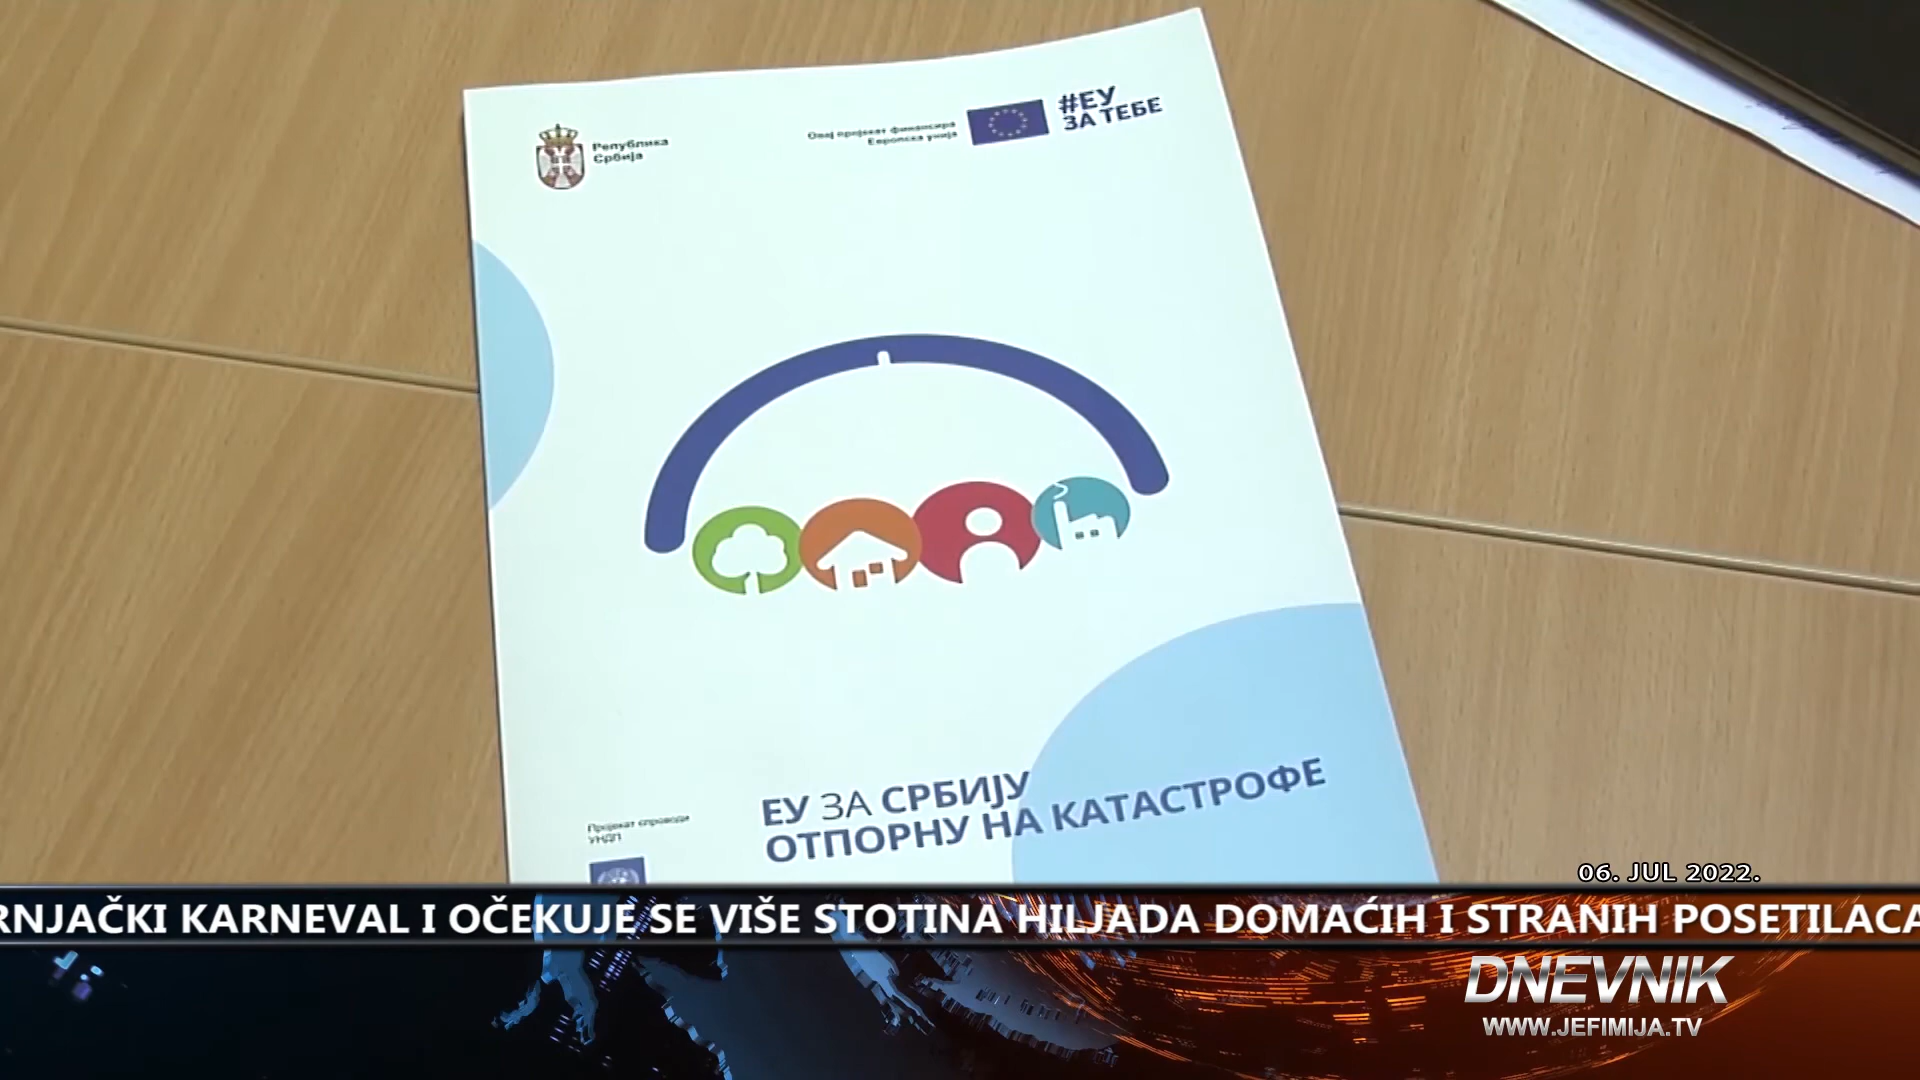 Република
Србија
Овај пројекат финансира
Европска унија
#ЕУ
ЗА ТЕБЕ
ЕУ ЗА СРБИЈУ
ОТПОРНУ НА КАТАСТРОФЕ
Пројекат спроводи
УНДП
06. JUL 2022.
RNJAČKI KARNEVAL I OČEKUJE SE VIŠE STOTINA HILJADA DOMAĆIH I STRANIH POSETILACA
DNEVNIK
WWW.JEFIMIJA.TV